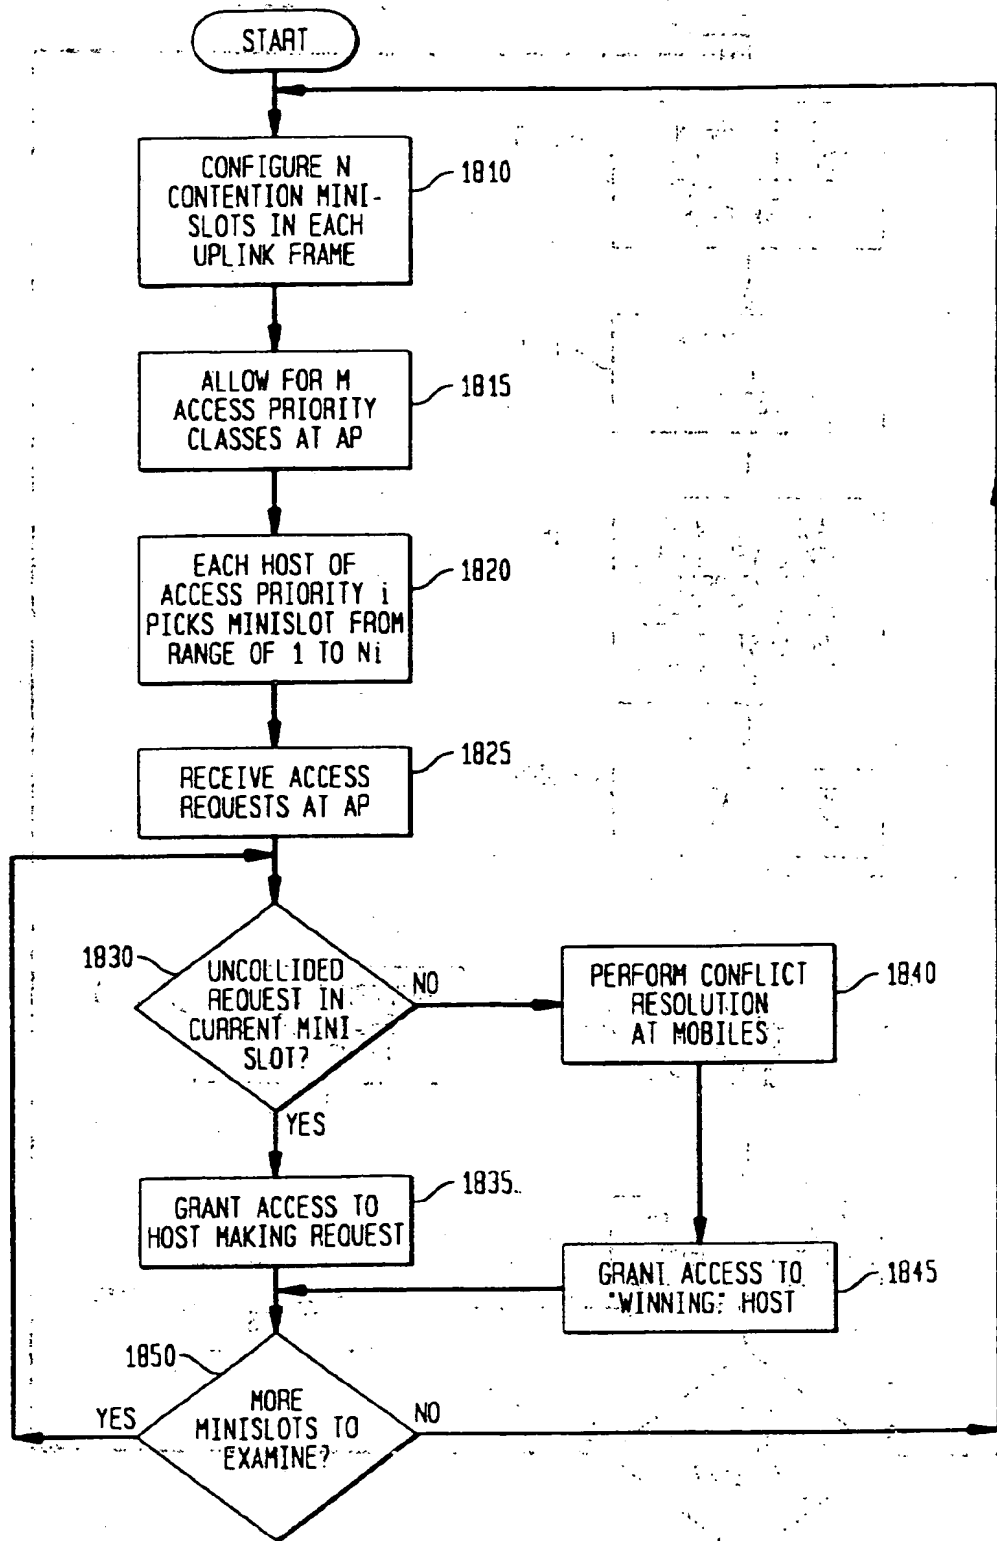 START
CONFIGURE N
CONTENTION MINI-
SLOTS IN EACH
UPLINK FRAME
1810
ALLOW FOR M
ACCESS PRIORITY
CLASSES AT AP
1815
EACH HOST OF
ACCESS PRIORITY i
PICKS MINISLOT FROM
RANGE OF 1 TO Ni
1820
RECEIVE ACCESS
REQUESTS AT AP
1825
1830
UNCOLLIDED
REQUEST IN
CURRENT MINI
SLOT?
NO
YES
PERFORM CONFLICT
RESOLUTION
AT MOBILES
1840
GRANT ACCESS TO
HOST MAKING REQUEST
1835
GRANT ACCESS TO
"WINNING" HOST
1845
1850
MORE
MINISLOTS TO
EXAMINE?
YES
NO